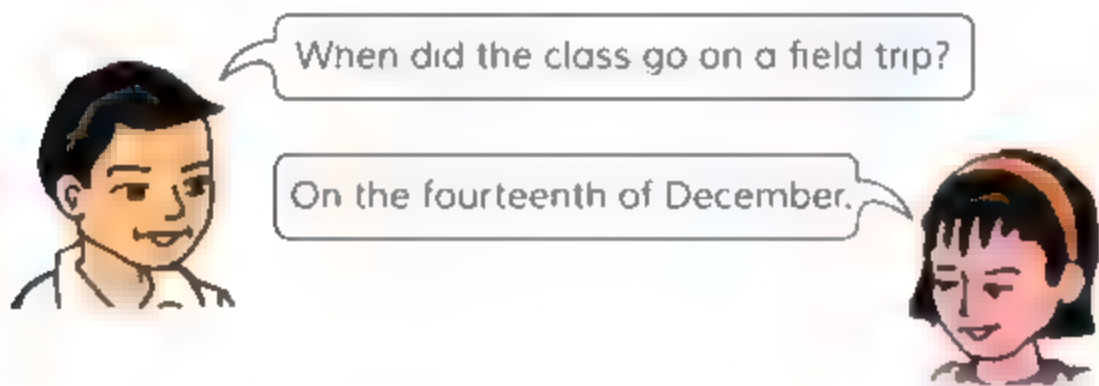 When did the class go on a field trip?
On the fourteenth of December.